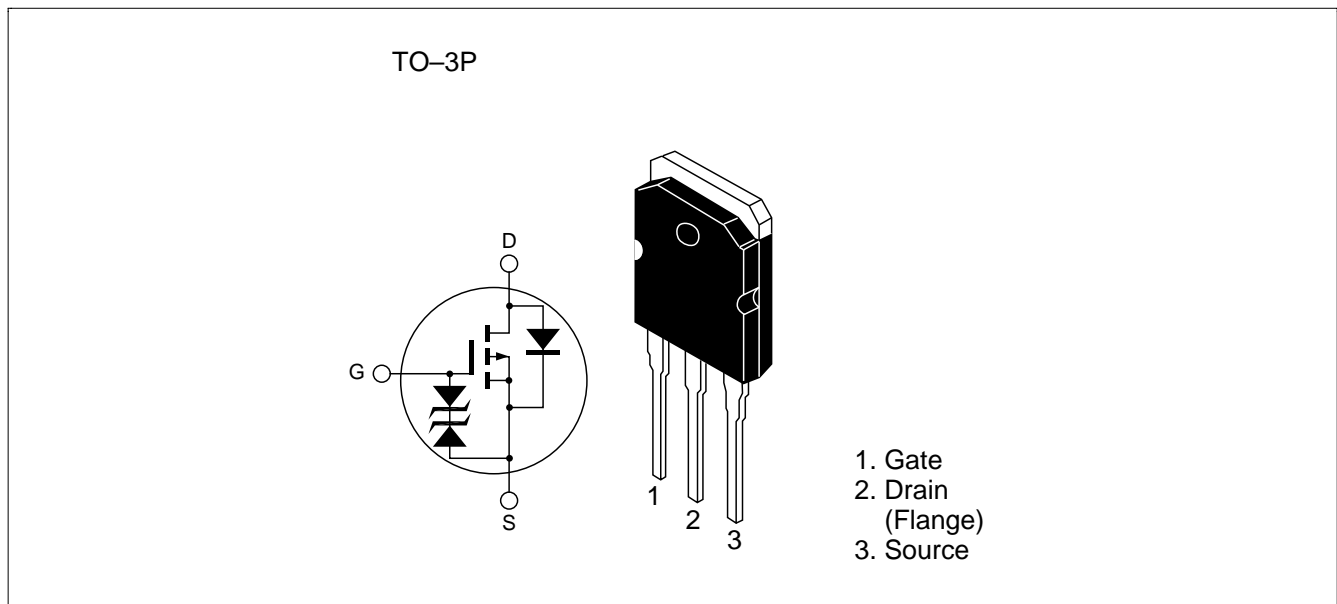 TO–3P
D
G
S
1
2
3
1. Gate
2. Drain
(Flange)
3. Source